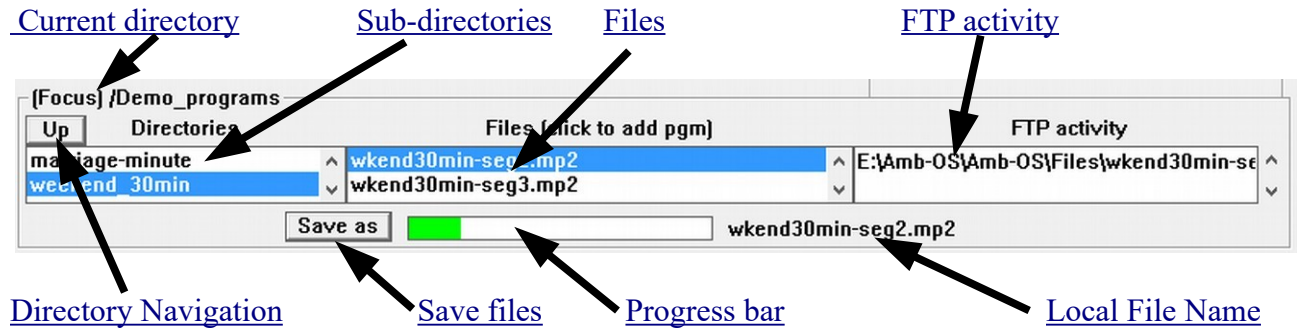 Current directory Sub-directories Files FTP activity
(Focus) /Demo_programs
Up Directories Files (click to add pgm) FTP activity
marriage-minute wkend30min-seg2.mp2 E:\Amb-OS\Amb-OS\Files\wkend30min-se
weekend_30min wkend30min-seg3.mp2
Save as wkend30min-seg2.mp2
Directory Navigation Save files Progress bar Local File Name